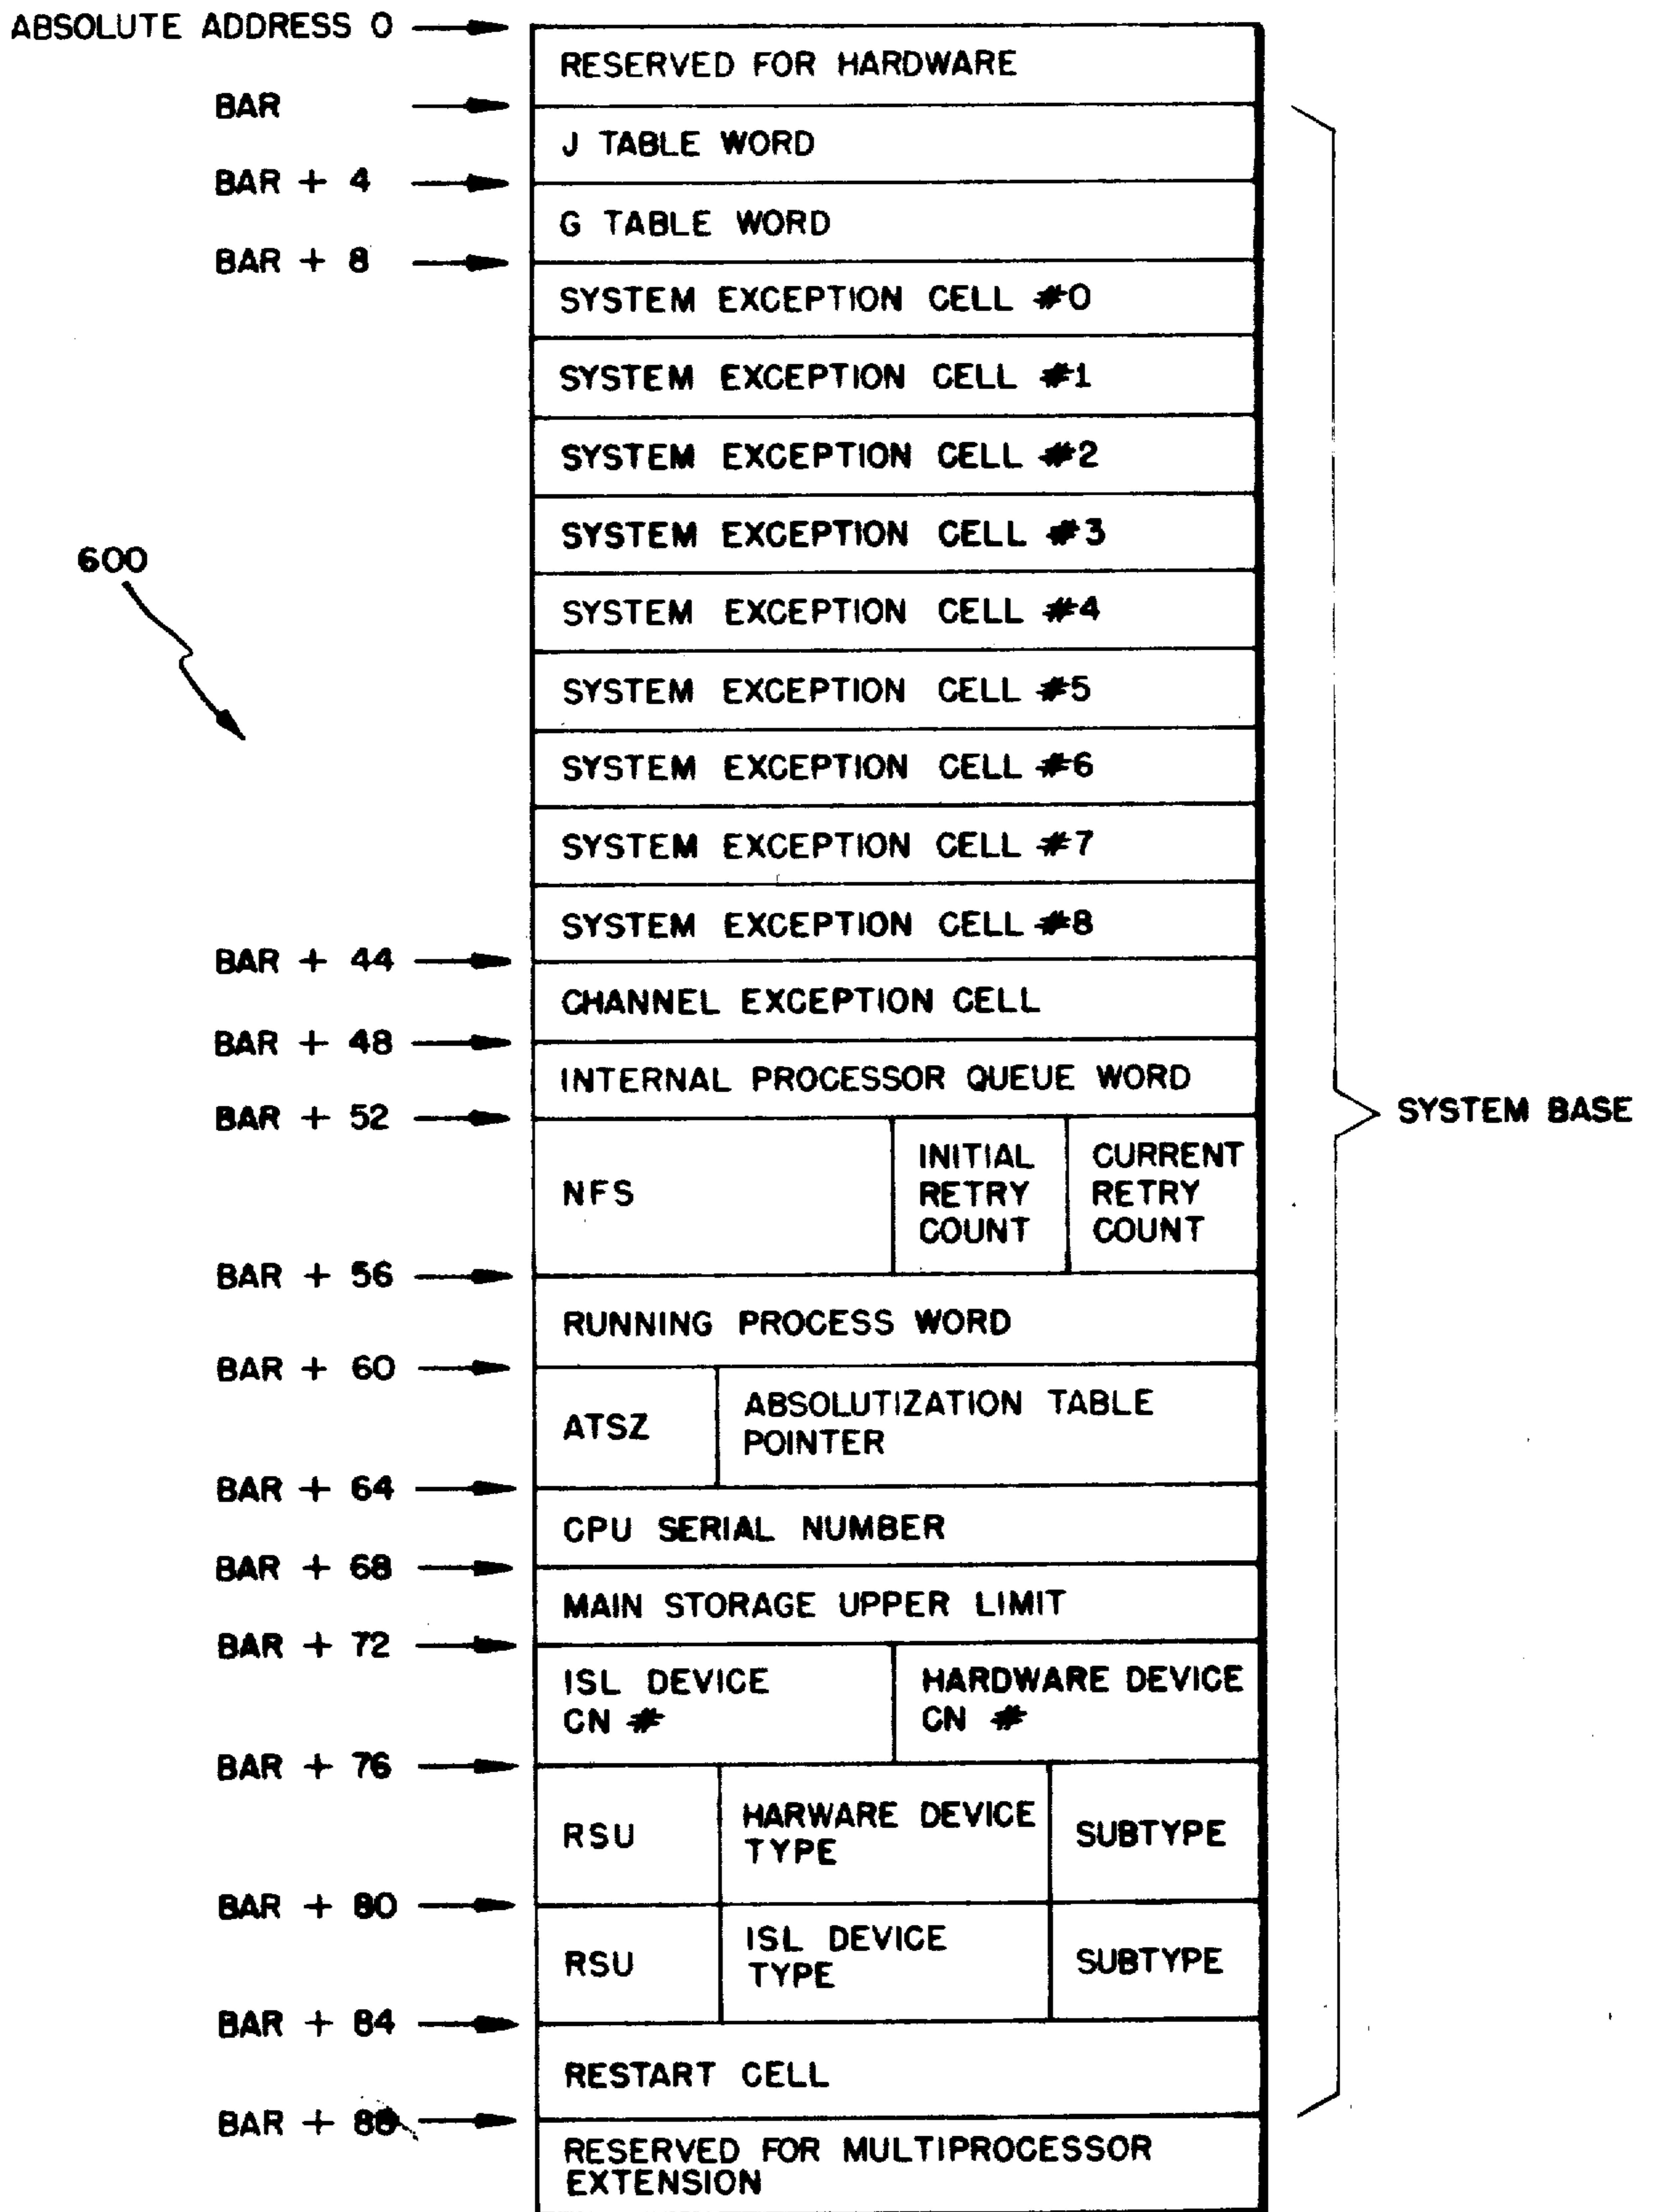 ABSOLUTE ADDRESS 0
RESERVED FOR HARDWARE
BAR
J TABLE WORD
BAR + 4
G TABLE WORD
BAR + 8
SYSTEM EXCEPTION CELL #0
SYSTEM EXCEPTION CELL #1
SYSTEM EXCEPTION CELL #2
SYSTEM EXCEPTION CELL #3
600
SYSTEM EXCEPTION CELL #4
SYSTEM EXCEPTION CELL #5
SYSTEM EXCEPTION CELL #6
SYSTEM EXCEPTION CELL #7
SYSTEM EXCEPTION CELL #8
BAR + 44
CHANNEL EXCEPTION CELL
BAR + 48
INTERNAL PROCESSOR QUEUE WORD
BAR + 52
SYSTEM BASE
NFS
INITIAL
RETRY
COUNT
CURRENT
RETRY
COUNT
BAR + 56
RUNNING PROCESS WORD
BAR + 60
ATSZ
ABSOLUTIZATION TABLE
POINTER
BAR + 64
CPU SERIAL NUMBER
BAR + 68
MAIN STORAGE UPPER LIMIT
BAR + 72
ISL DEVICE
CN #
HARDWARE DEVICE
CN #
BAR + 76
RSU
HARWARE DEVICE
TYPE
SUBTYPE
BAR + 80
RSU
ISL DEVICE
TYPE
SUBTYPE
BAR + 84
RESTART CELL
BAR + 88
RESERVED FOR MULTIPROCESSOR
EXTENSION